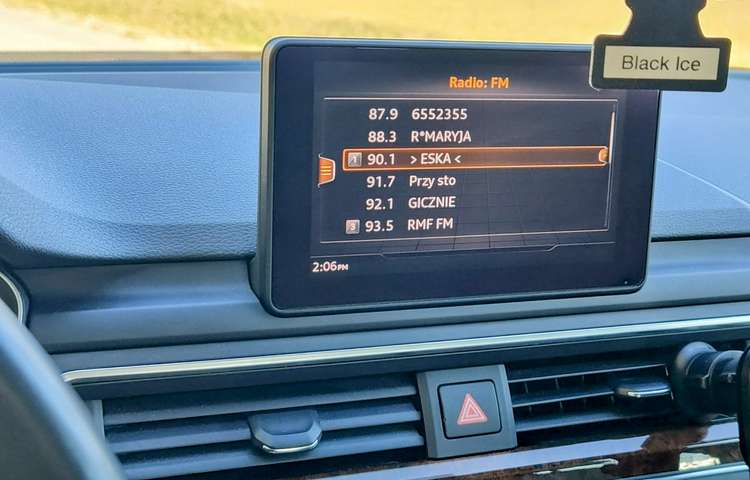 Black Ice
Radio: FM
87.9 6552355
88.3 R*MARYJA
1 90.1 > ESKA <
91.7 Przy sto
92.1 GICZNIE
3 93.5 RMF FM
2:06PM